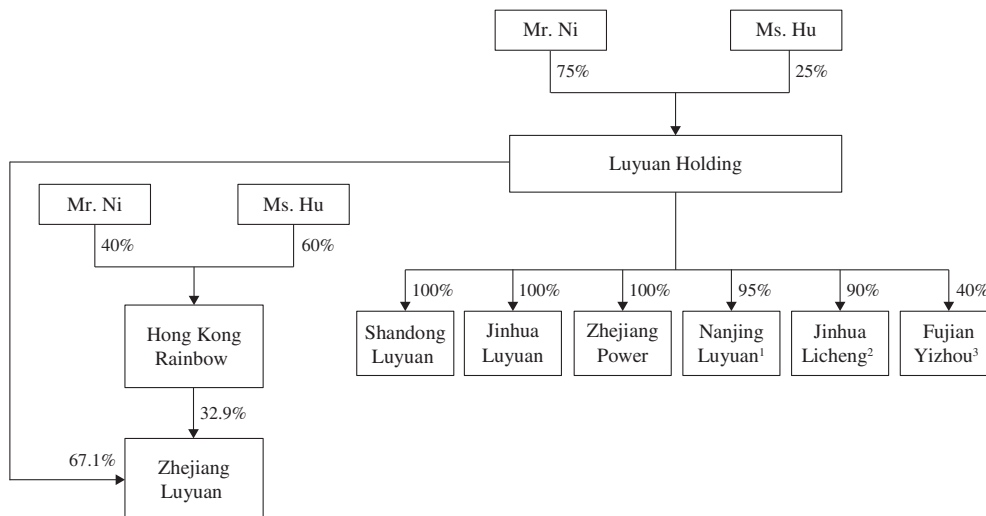 Mr. Ni
Ms. Hu
75%
25%
Luyuan Holding
Mr. Ni
Ms. Hu
40%
60%
100%
100%
100%
95%
90%
40%
Hong Kong
Rainbow
Shandong
Luyuan
Jinhua
Luyuan
Zhejiang
Power
Nanjing
Luyuan¹
Jinhua
Licheng²
Fujian
Yizhou³
32.9%
67.1%
Zhejiang
Luyuan